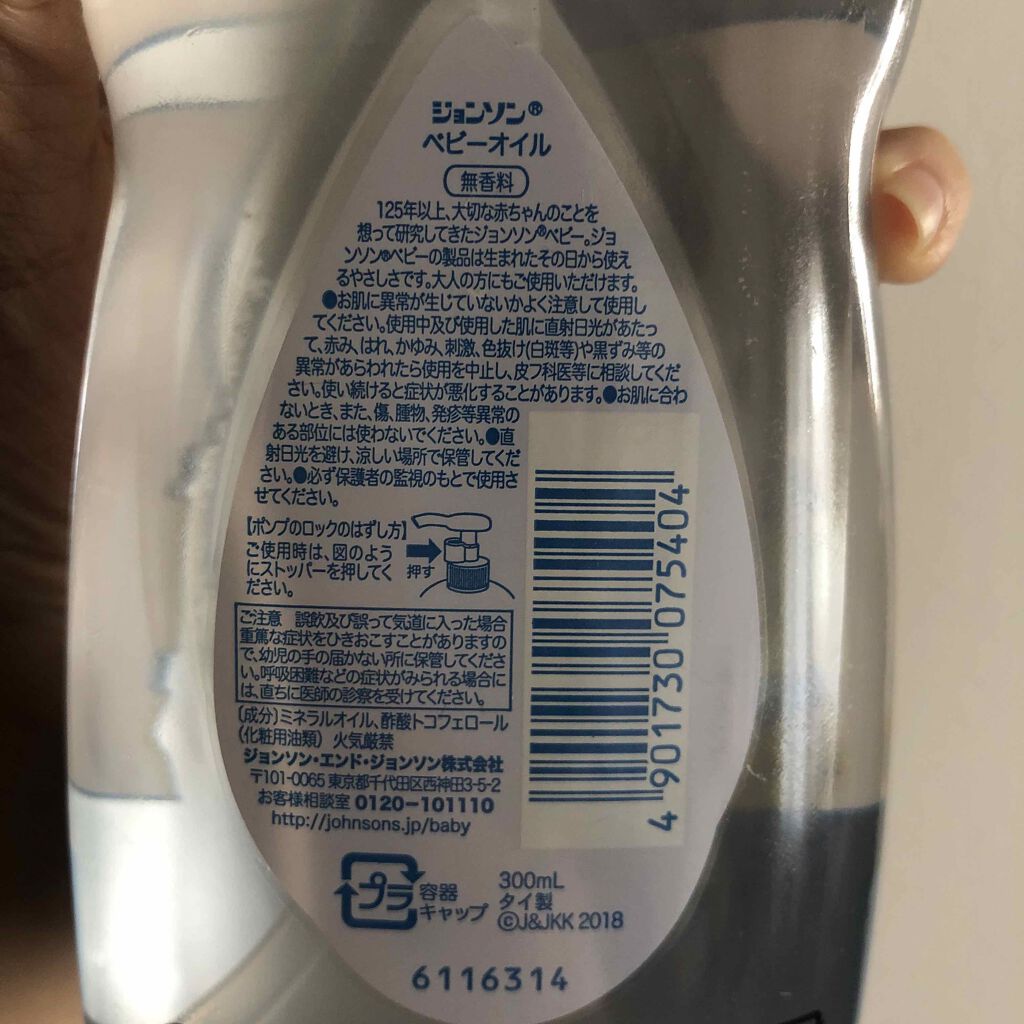 ジョンソン®
ベビーオイル
無香料
125年以上、大切な赤ちゃんのことを
想って研究してきたジョンソン®ベビー。ジョ
ンソン®ベビーの製品は生まれたその日から使え
るやさしさです。大人の方にもご使用いただけます。
●お肌に異常が生じていないかよく注意して使用し
てください。使用中及び使用した肌に直射日光があたっ
て、赤み、はれ、かゆみ、刺激、色抜け(白斑等)や黒ずみ等の
異常があらわれたら使用を中止し、皮フ科医等に相談してくだ
さい。使い続けると症状が悪化することがあります。●お肌に合わ
ないとき、また、傷、腫物、発疹等異常の
ある部位には使わないでください。●直
射日光を避け、涼しい場所で保管してくだ
さい。●必ず保護者の監視のもとで使用さ
せてください。
【ポンプのロックのはずし方】
ご使用時は、図のよう
にストッパーを押してく
ださい。
押す
ご注意 誤飲及び誤って気道に入った場合
重篤な症状をひきおこすことがありますの
で、幼児の手の届かない所に保管してくださ
い。呼吸困難などの症状がみられる場合に
は、直ちに医師の診察を受けてください。
(成分)ミネラルオイル、酢酸トコフェロール
(化粧用油類) 火気厳禁
ジョンソン・エンド・ジョンソン株式会社
〒101-0065 東京都千代田区西神田3-5-2
お客様相談室 0120-101110
http://johnsons.jp/baby
4 901730 075404
プラ
容器
キャップ
300mL
タイ製
©J&JKK 2018
6116314